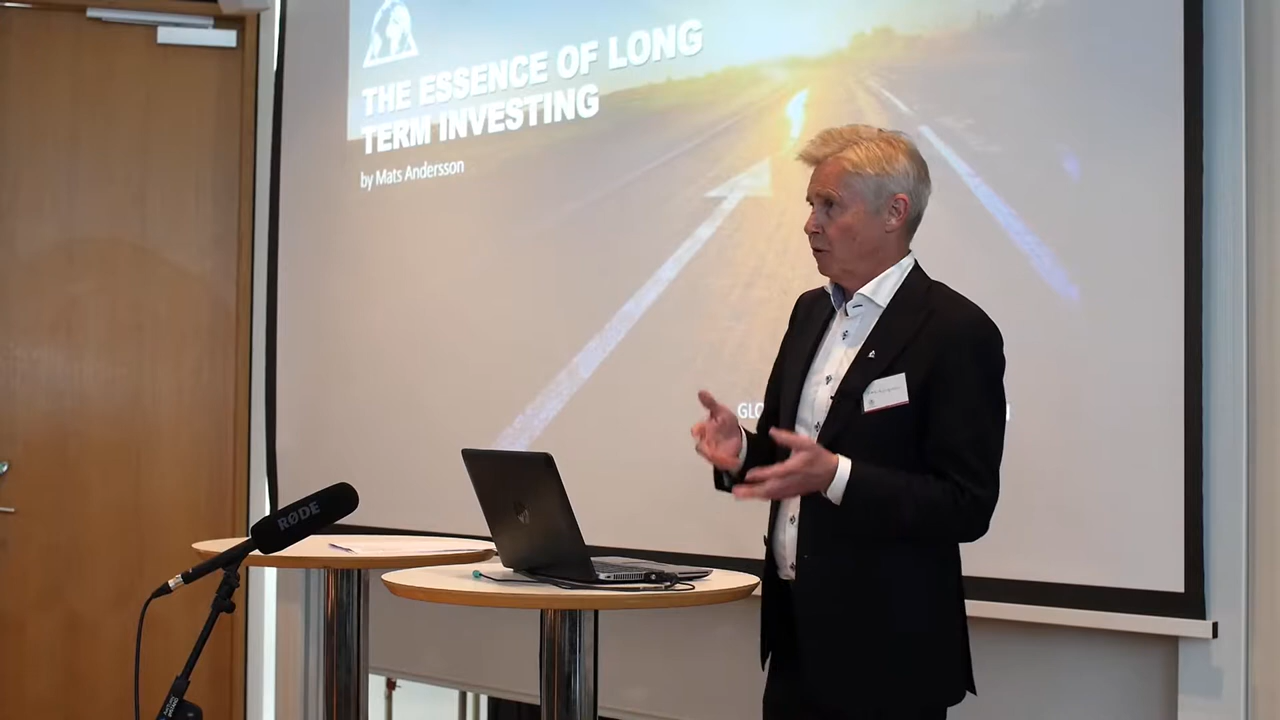 THE ESSENCE OF LONG
TERM INVESTING
by Mats Andersson
RØDE